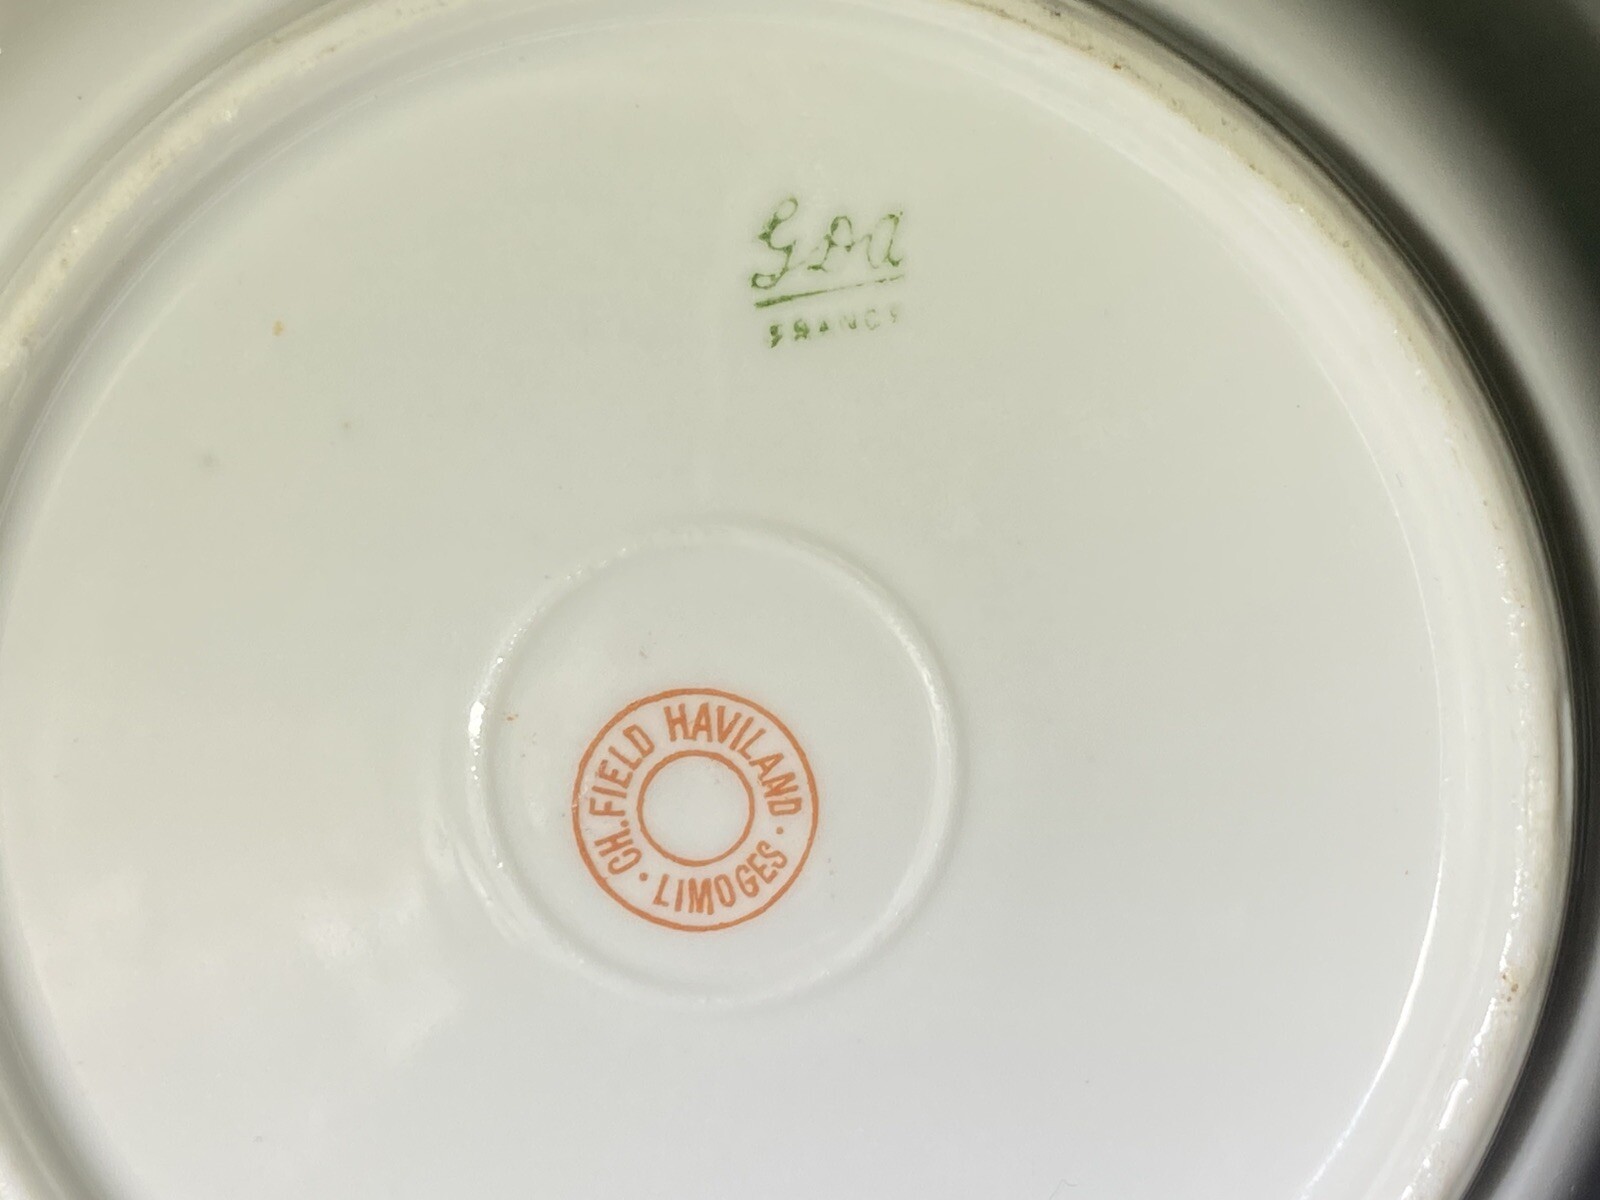 GDA
FRANCE
CH. FIELD HAVILAND
· LIMOGES ·